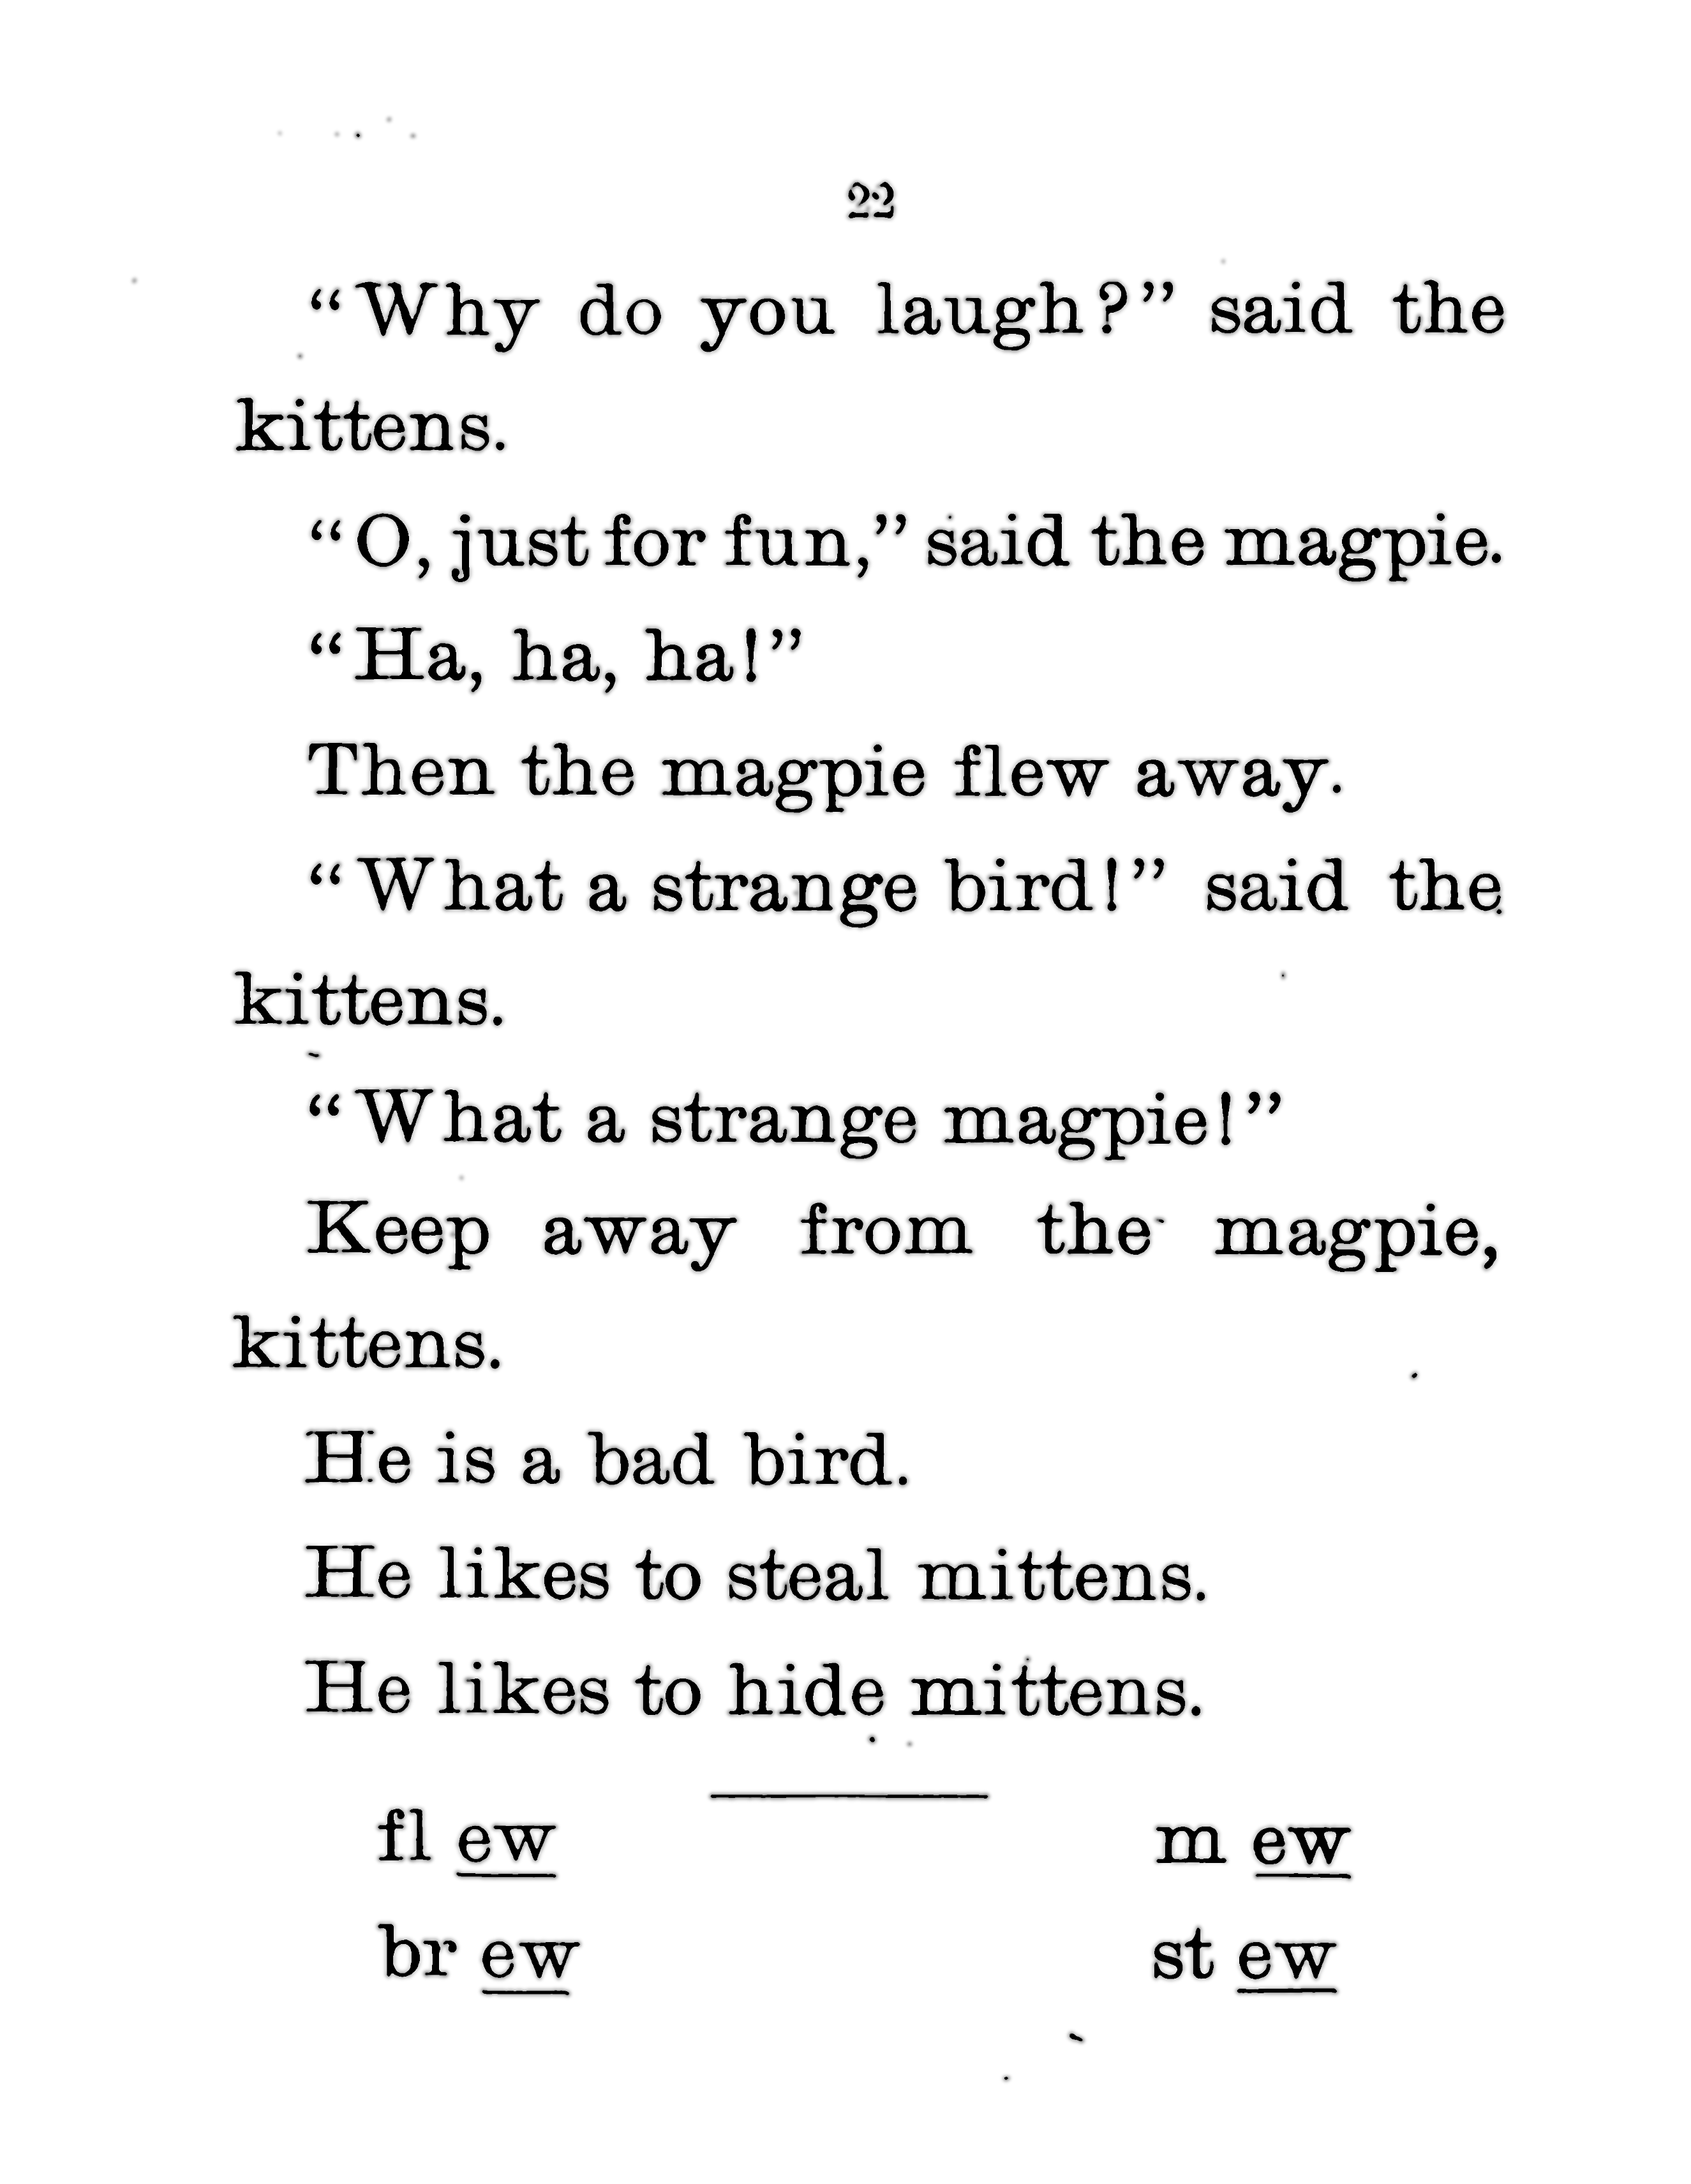 22
“Why do you laugh?” said the
kittens.
“O, just for fun,” said the magpie.
“Ha, ha, ha!”
Then the magpie flew away.
“What a strange bird!” said the
kittens.
“What a strange magpie!”
Keep away from the magpie,
kittens.
He is a bad bird.
He likes to steal mittens.
He likes to hide mittens.
fl ew m ew
br ew st ew